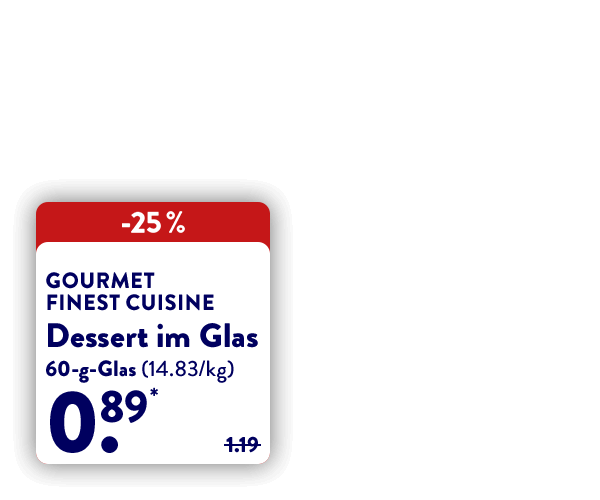 -25 %
GOURMET
FINEST CUISINE
Dessert im Glas
60-g-Glas (14.83/kg)
0.89*
1.19